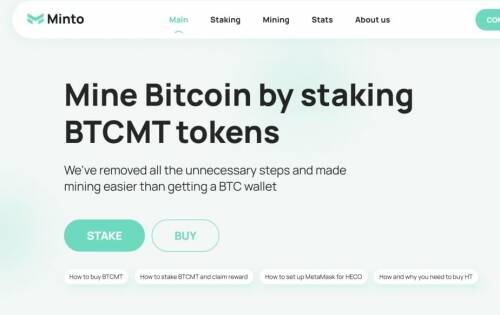 Minto
Main Staking Mining Stats About us
Mine Bitcoin by staking
BTCMT tokens
We've removed all the unnecessary steps and made
mining easier than getting a BTC wallet
STAKE BUY
How to buy BTCMT How to stake BTCMT and claim reward How to set up MetaMask for HECO How and why you need to buy HT